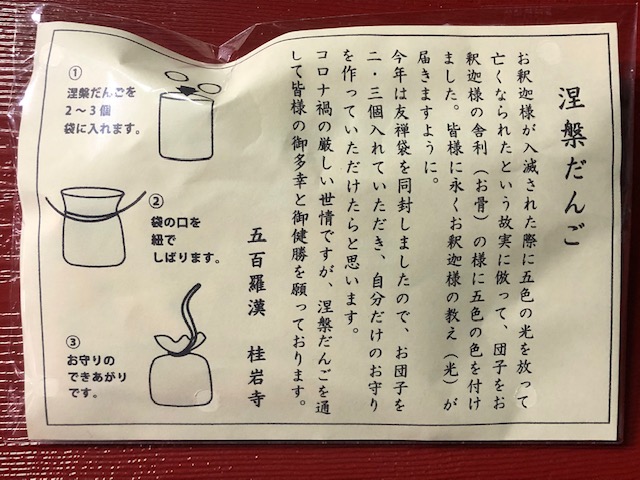 涅槃だんご
お釈迦様が入滅された際に五色の光を放って
亡くなられたという故実に倣って、団子をお
釈迦様の舎利（お骨）の様に五色の色を付け
ました。皆様に永くお釈迦様の教え（光）が
届きますように。
今年は友禅袋を同封しましたので、お団子を
二・三個入れていただき、自分だけのお守り
を作っていただけたらと思います。
コロナ禍の厳しい世情ですが、涅槃だんごを通
して皆様の御多幸と御健勝を願っております。
五百羅漢　桂岩寺
①
涅槃だんごを
2～3個
袋に入れます。
②
袋の口を
紐で
しばります。
③
お守りの
できあがり
です。